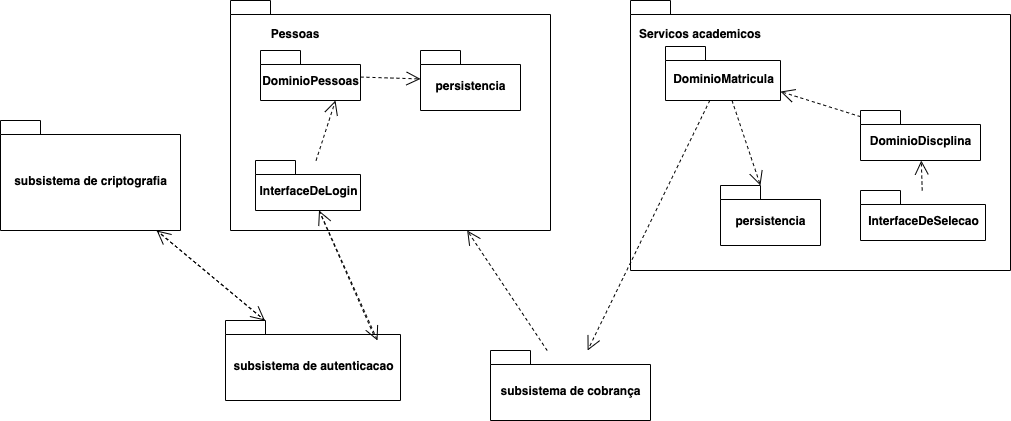 Pessoas
DominioPessoas
persistencia
InterfaceDeLogin
Servicos academicos
DominioMatricula
DominioDiscplina
persistencia
InterfaceDeSelecao
subsistema de criptografia
subsistema de autenticacao
subsistema de cobrança